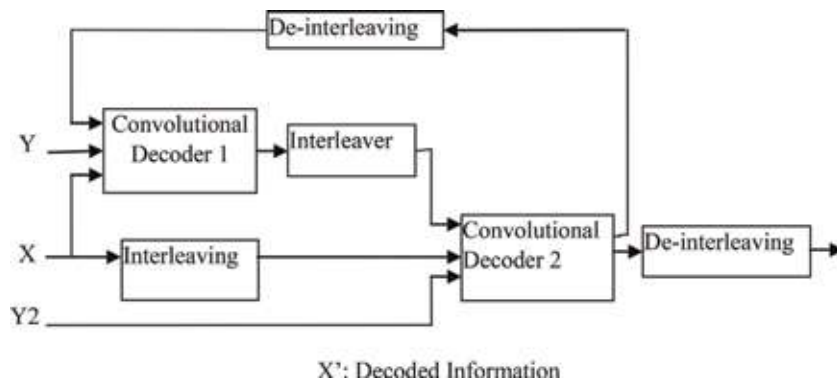 De-interleaving
Convolutional
Decoder 1
Y
Interleaver
Convolutional
Decoder 2
De-interleaving
X
Interleaving
Y2
X': Decoded Information